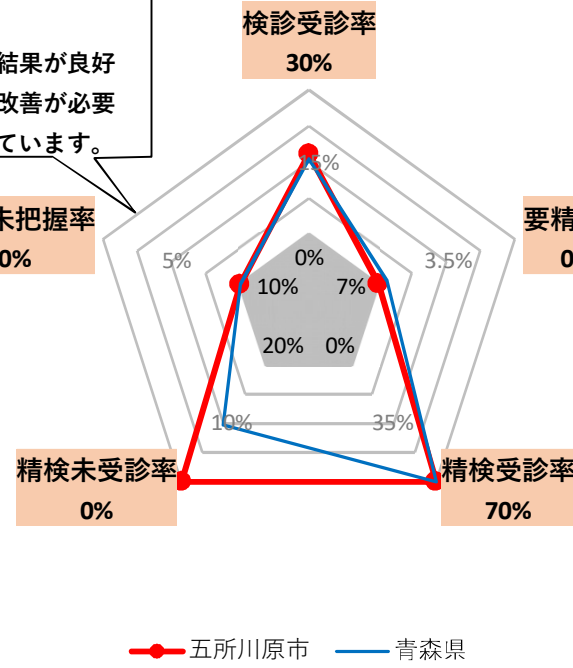 検診受診率
30%
結果が良好
改善が必要
ています。
未把握率
0%
要精
0
15%
5%
3.5%
0%
10%
7%
20%
0%
10%
35%
精検未受診率
0%
精検受診率
70%
五所川原市
青森県